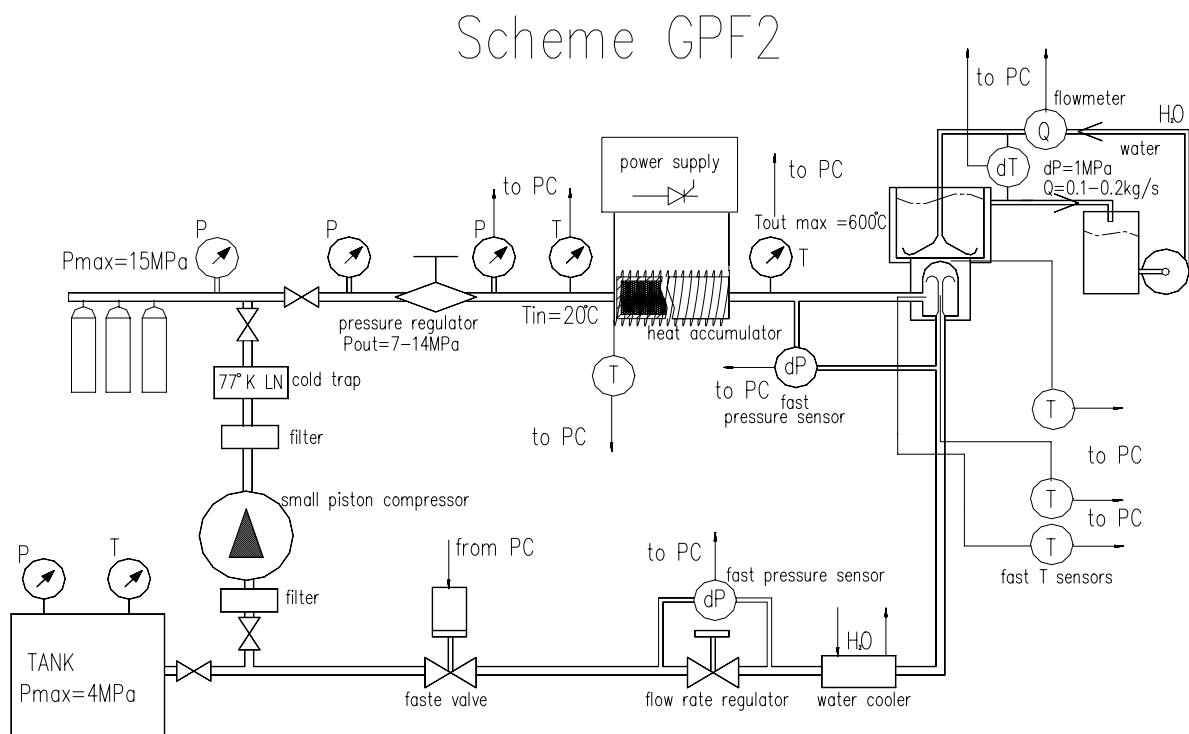 Scheme GPF2
to PC
flowmeter
H₂O
Q
water
dT
dP=1MPa
Q=0.1-0.2kg/s
power supply
to PC
to PC
Tout max =600°C
P
P
P
T
T
Pmax=15MPa
Tin=20°C
pressure regulator
Pout=7-14MPa
heat accumulator
77° K LN
cold trap
T
dP
to PC
fast
pressure sensor
T
filter
to PC
to PC
small piston compressor
T
to PC
T
fast T sensors
P
T
from PC
to PC
fast pressure sensor
dP
filter
H₂O
TANK
Pmax=4MPa
faste valve
flow rate regulator
water cooler